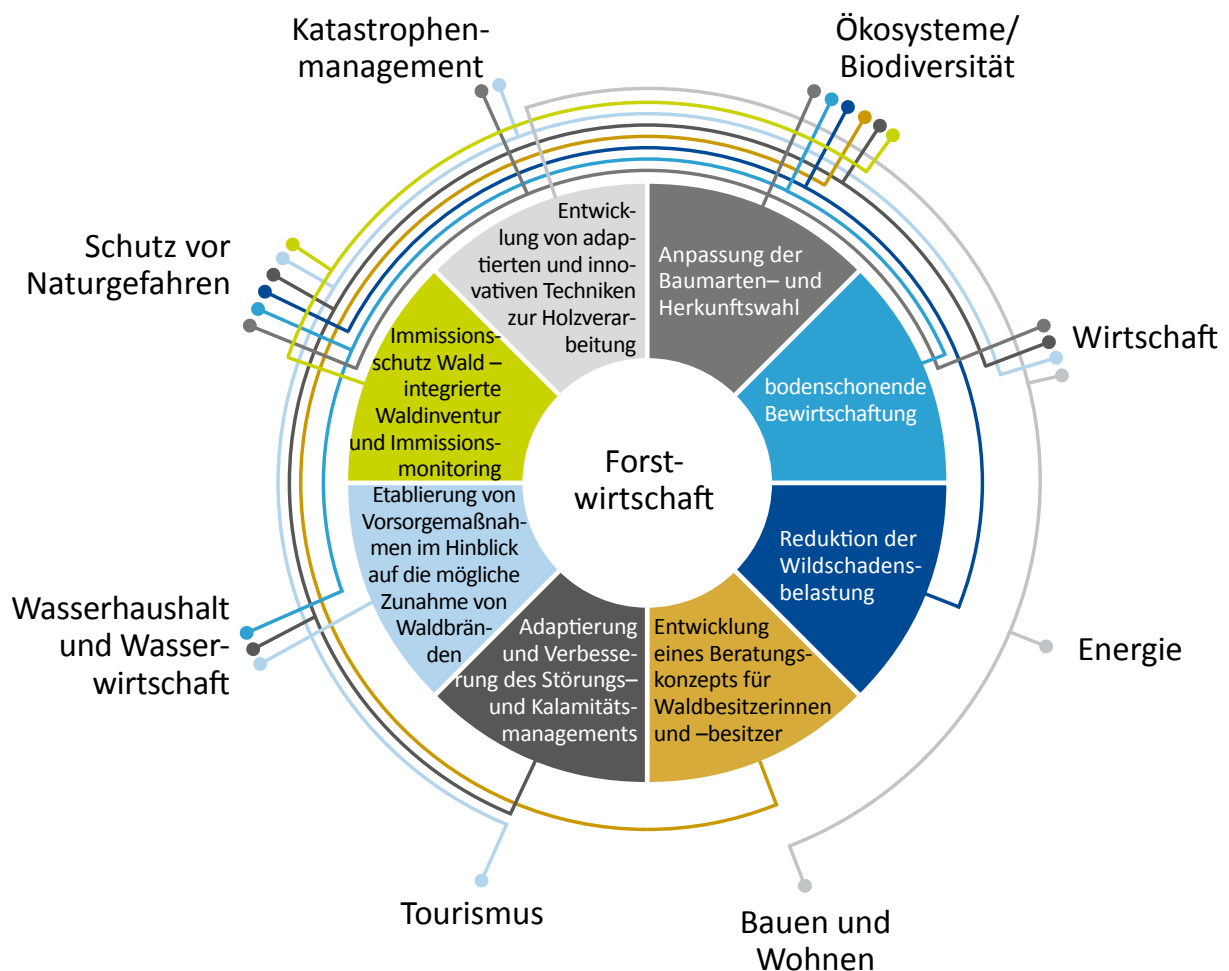 Katastrophen-
management
Ökosysteme/
Biodiversität
Schutz vor
Naturgefahren
Wirtschaft
Energie
Bauen und
Wohnen
Tourismus
Wasserhaushalt
und Wasser-
wirtschaft
Forst-
wirtschaft
Entwick-
lung von adap-
tierten und inno-
vativen Techniken
zur Holzverar-
beitung
Anpassung der
Baumarten– und
Herkunftswahl
bodenschonende
Bewirtschaftung
Reduktion der
Wildschadens-
belastung
Entwicklung
eines Beratungs-
konzepts für
Waldbesitzerinnen
und –besitzer
Adaptierung
und Verbesse-
rung des Störungs–
und Kalamitäts-
managements
Etablierung von
Vorsorgemaßnah-
men im Hinblick
auf die mögliche
Zunahme von
Waldbrän-
den
Immissions-
schutz Wald –
integrierte
Waldinventur
und Immissions-
monitoring